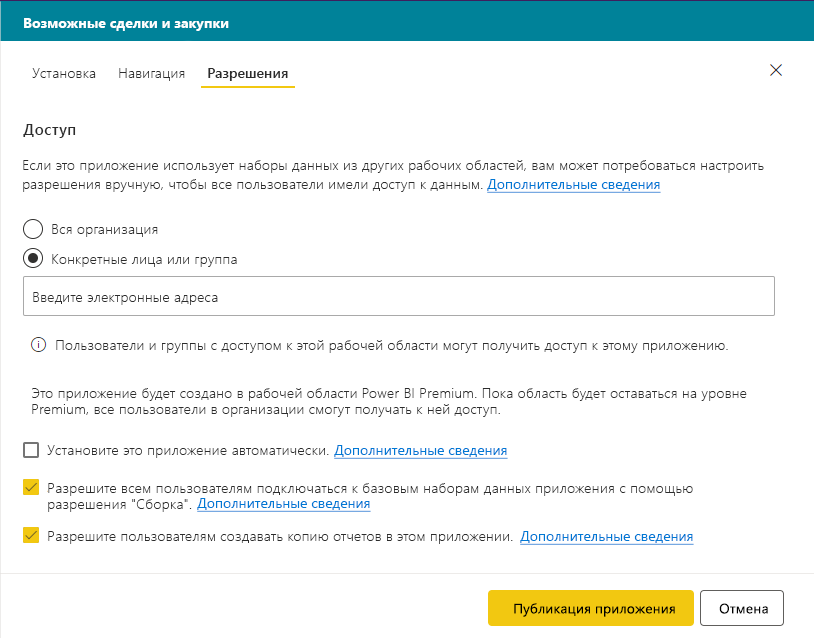 Возможные сделки и закупки
Установка Навигация Разрешения
Доступ
Если это приложение использует наборы данных из других рабочих областей, вам может потребоваться настроить
разрешения вручную, чтобы все пользователи имели доступ к данным. Дополнительные сведения
Вся организация
Конкретные лица или группа
Введите электронные адреса
Пользователи и группы с доступом к этой рабочей области могут получить доступ к этому приложению.
Это приложение будет создано в рабочей области Power BI Premium. Пока область будет оставаться на уровне
Premium, все пользователи в организации смогут получать к ней доступ.
Установите это приложение автоматически. Дополнительные сведения
Разрешите всем пользователям подключаться к базовым наборам данных приложения с помощью
разрешения "Сборка". Дополнительные сведения
Разрешите пользователям создавать копию отчетов в этом приложении. Дополнительные сведения
Публикация приложения Отмена